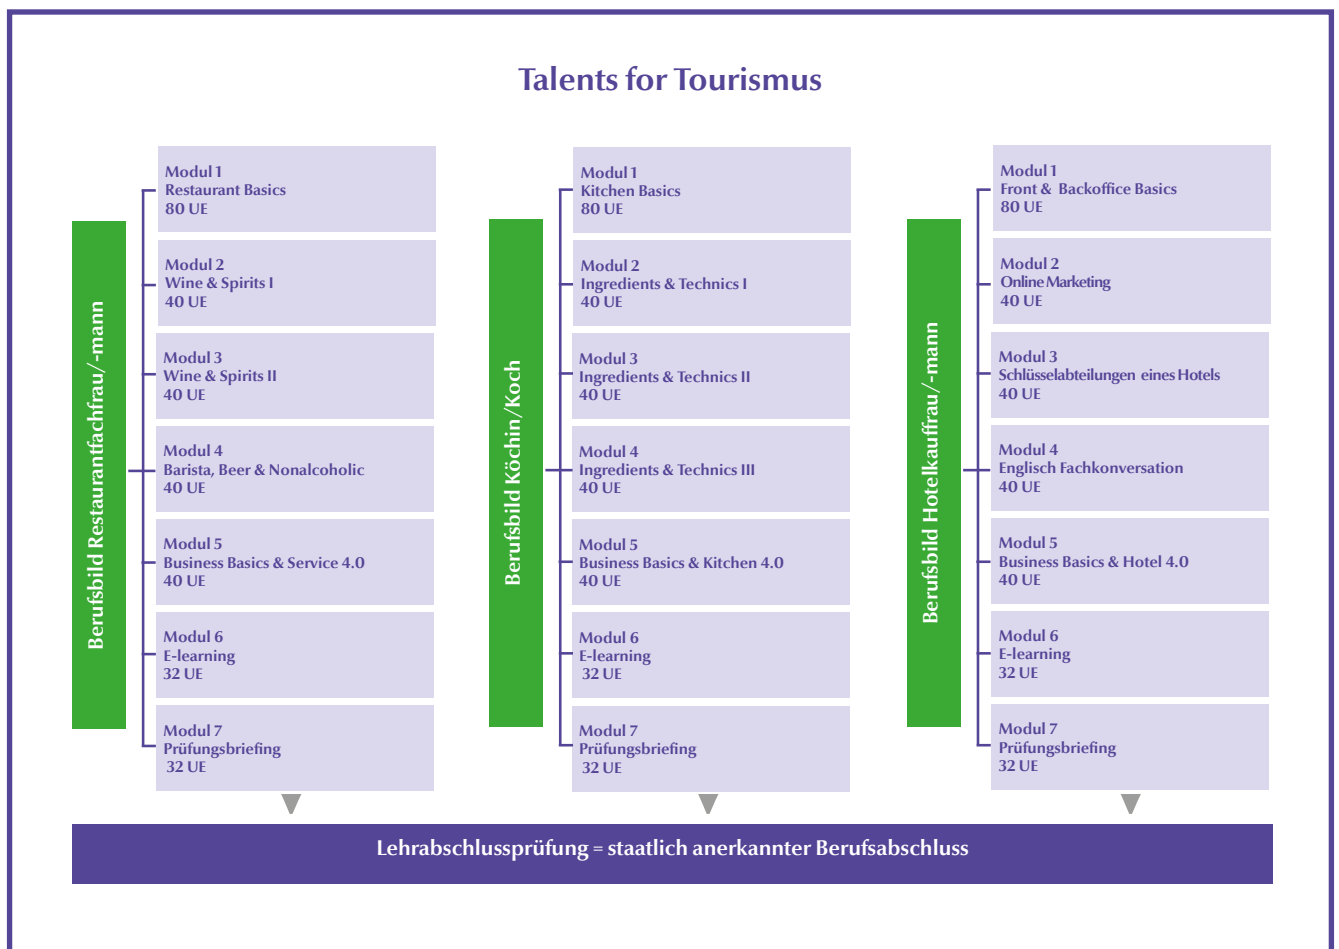 Talents for Tourismus
Berufsbild Restaurantfachfrau/-mann
Modul 1
Restaurant Basics
80 UE
Modul 2
Wine & Spirits I
40 UE
Modul 3
Wine & Spirits II
40 UE
Modul 4
Barista, Beer & Nonalcoholic
40 UE
Modul 5
Business Basics & Service 4.0
40 UE
Modul 6
E-learning
32 UE
Modul 7
Prüfungsbriefing
32 UE
Berufsbild Köchin/Koch
Modul 1
Kitchen Basics
80 UE
Modul 2
Ingredients & Technics I
40 UE
Modul 3
Ingredients & Technics II
40 UE
Modul 4
Ingredients & Technics III
40 UE
Modul 5
Business Basics & Kitchen 4.0
40 UE
Modul 6
E-learning
32 UE
Modul 7
Prüfungsbriefing
32 UE
Berufsbild Hotelkauffrau/-mann
Modul 1
Front & Backoffice Basics
80 UE
Modul 2
Online Marketing
40 UE
Modul 3
Schlüsselabteilungen eines Hotels
40 UE
Modul 4
Englisch Fachkonversation
40 UE
Modul 5
Business Basics & Hotel 4.0
40 UE
Modul 6
E-learning
32 UE
Modul 7
Prüfungsbriefing
32 UE
Lehrabschlussprüfung = staatlich anerkannter Berufsabschluss